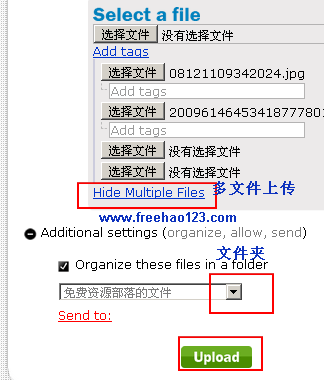 Select a file
选择文件 没有选择文件
Add tags
选择文件 08121109342024.jpg
Add tags
选择文件 2009614645341877780
Add tags
选择文件 没有选择文件
选择文件 没有选择文件
Hide Multiple Files 多文件上传
www.freehao123.com
Additional settings (organize, allow, send)
文件夹
Organize these files in a folder
免费资源部落的文件
Send to:
Upload